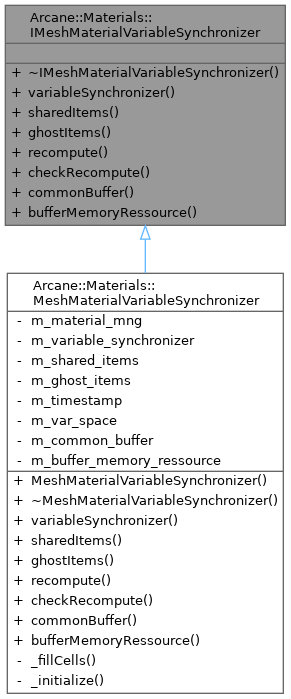 Arcane::Materials::
IMeshMaterialVariableSynchronizer
+ ~IMeshMaterialVariableSynchronizer()
+ variableSynchronizer()
+ sharedItems()
+ ghostItems()
+ recompute()
+ checkRecompute()
+ commonBuffer()
+ bufferMemoryRessource()
Arcane::Materials::
MeshMaterialVariableSynchronizer
- m_material_mng
- m_variable_synchronizer
- m_shared_items
- m_ghost_items
- m_timestamp
- m_var_space
- m_common_buffer
- m_buffer_memory_ressource
+ MeshMaterialVariableSynchronizer()
+ ~MeshMaterialVariableSynchronizer()
+ variableSynchronizer()
+ sharedItems()
+ ghostItems()
+ recompute()
+ checkRecompute()
+ commonBuffer()
+ bufferMemoryRessource()
- _fillCells()
- _initialize()